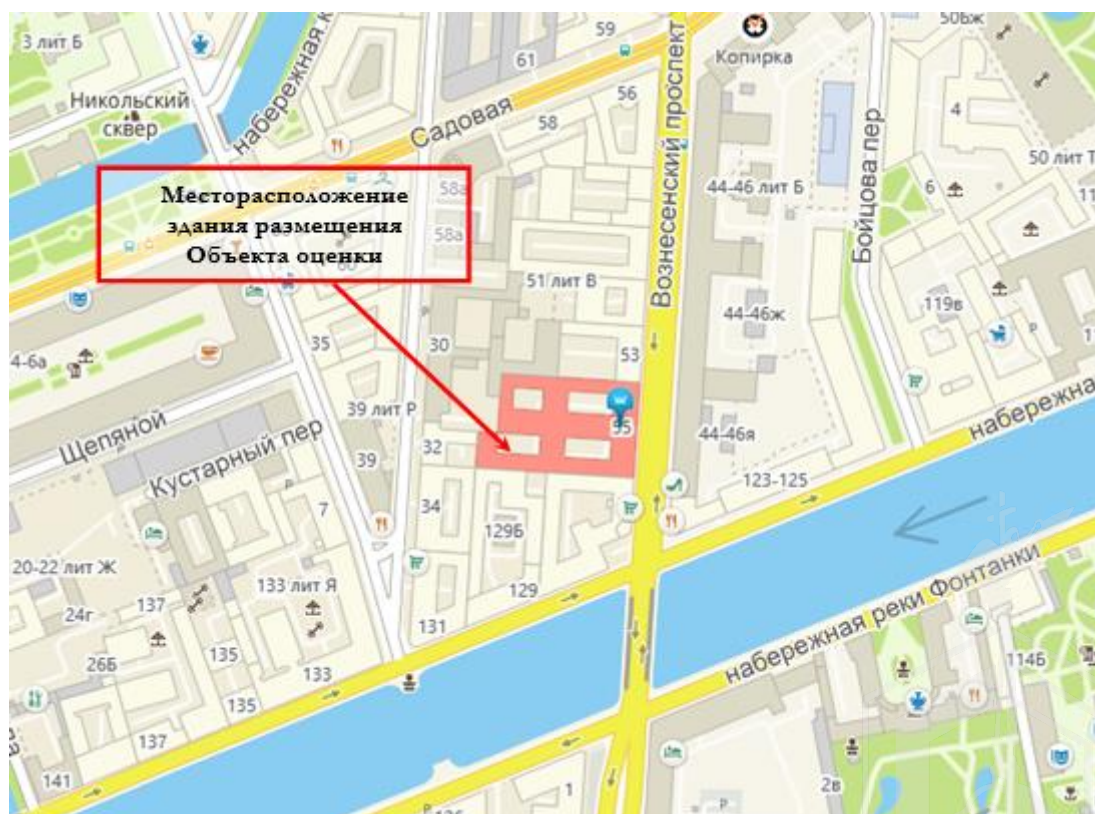 3 лит Б
59
50Бж
61
Копирка
Никольский
сквер
набережная к
Садовая
56
58
4
50 лит Т
Вознесенский проспект
Бойцова пер
Месторасположение
здания размещения
Объекта оценки
58а
58а
60
44-46 лит Б
6
11
51 лит В
119в
44-46ж
35
30
53
4-6а
39 лит Р
55
Щепяной
Кустарный пер
39
32
44-46я
набережна
123-125
7
34
129Б
20-22 лит Ж
133 лит Я
129
24г
137
131
набережная реки Фонтанки
26Б
135
133
114Б
135
137
141
1
2в
Р